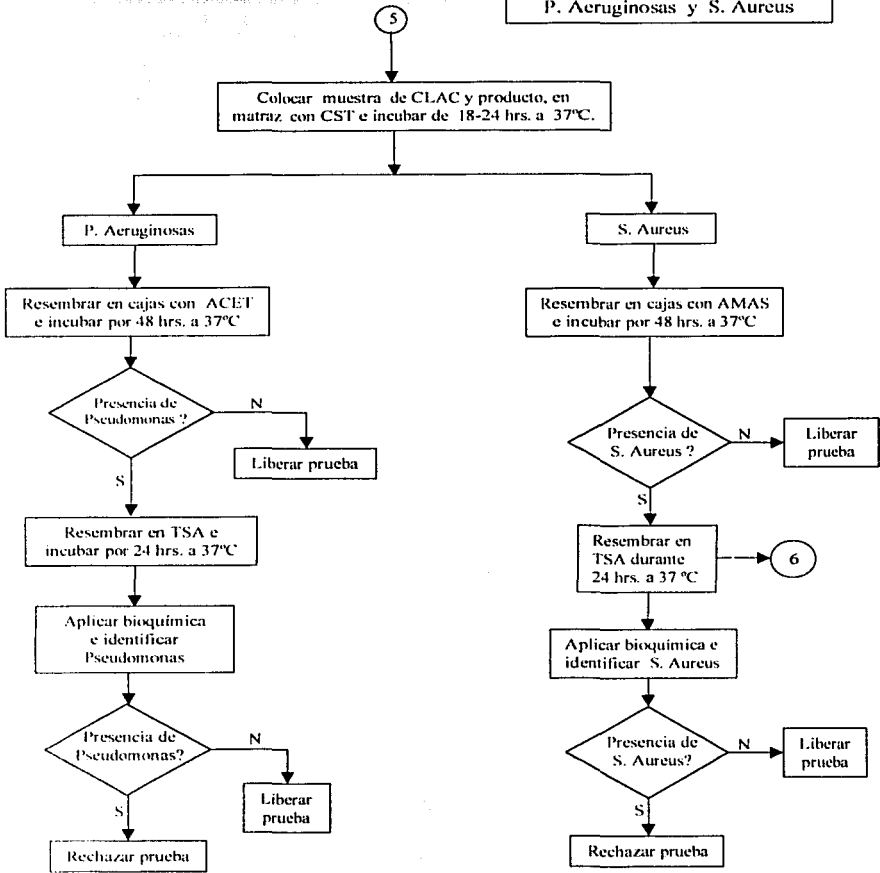 P. Aeruginosas y S. Aureus
5
Colocar muestra de CLAC y producto, en
matraz con CST e incubar de 18-24 hrs. a 37ºC.
P. Aeruginosas
Resembrar en cajas con ACET
e incubar por 48 hrs. a 37ºC
Presencia de
Pseudomonas ?
N
Liberar prueba
S
Resembrar en TSA e
incubar por 24 hrs. a 37ºC
Aplicar bioquímica
e identificar
Pseudomonas
Presencia de
Pseudomonas?
N
Liberar
prueba
S
Rechazar prueba
S. Aureus
Resembrar en cajas con AMAS
e incubar por 48 hrs. a 37ºC
Presencia de
S. Aureus ?
N
Liberar
prueba
S
Resembrar en
TSA durante
24 hrs. a 37 ºC
6
Aplicar bioquímica e
identificar S. Aureus
Presencia de
S. Aureus?
N
Liberar
prueba
S
Rechazar prueba